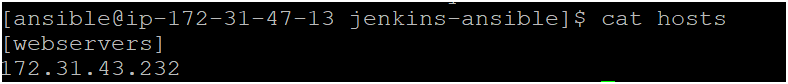 [ansible@ip-172-31-47-13 jenkins-ansible]$ cat hosts
[webservers]
172.31.43.232